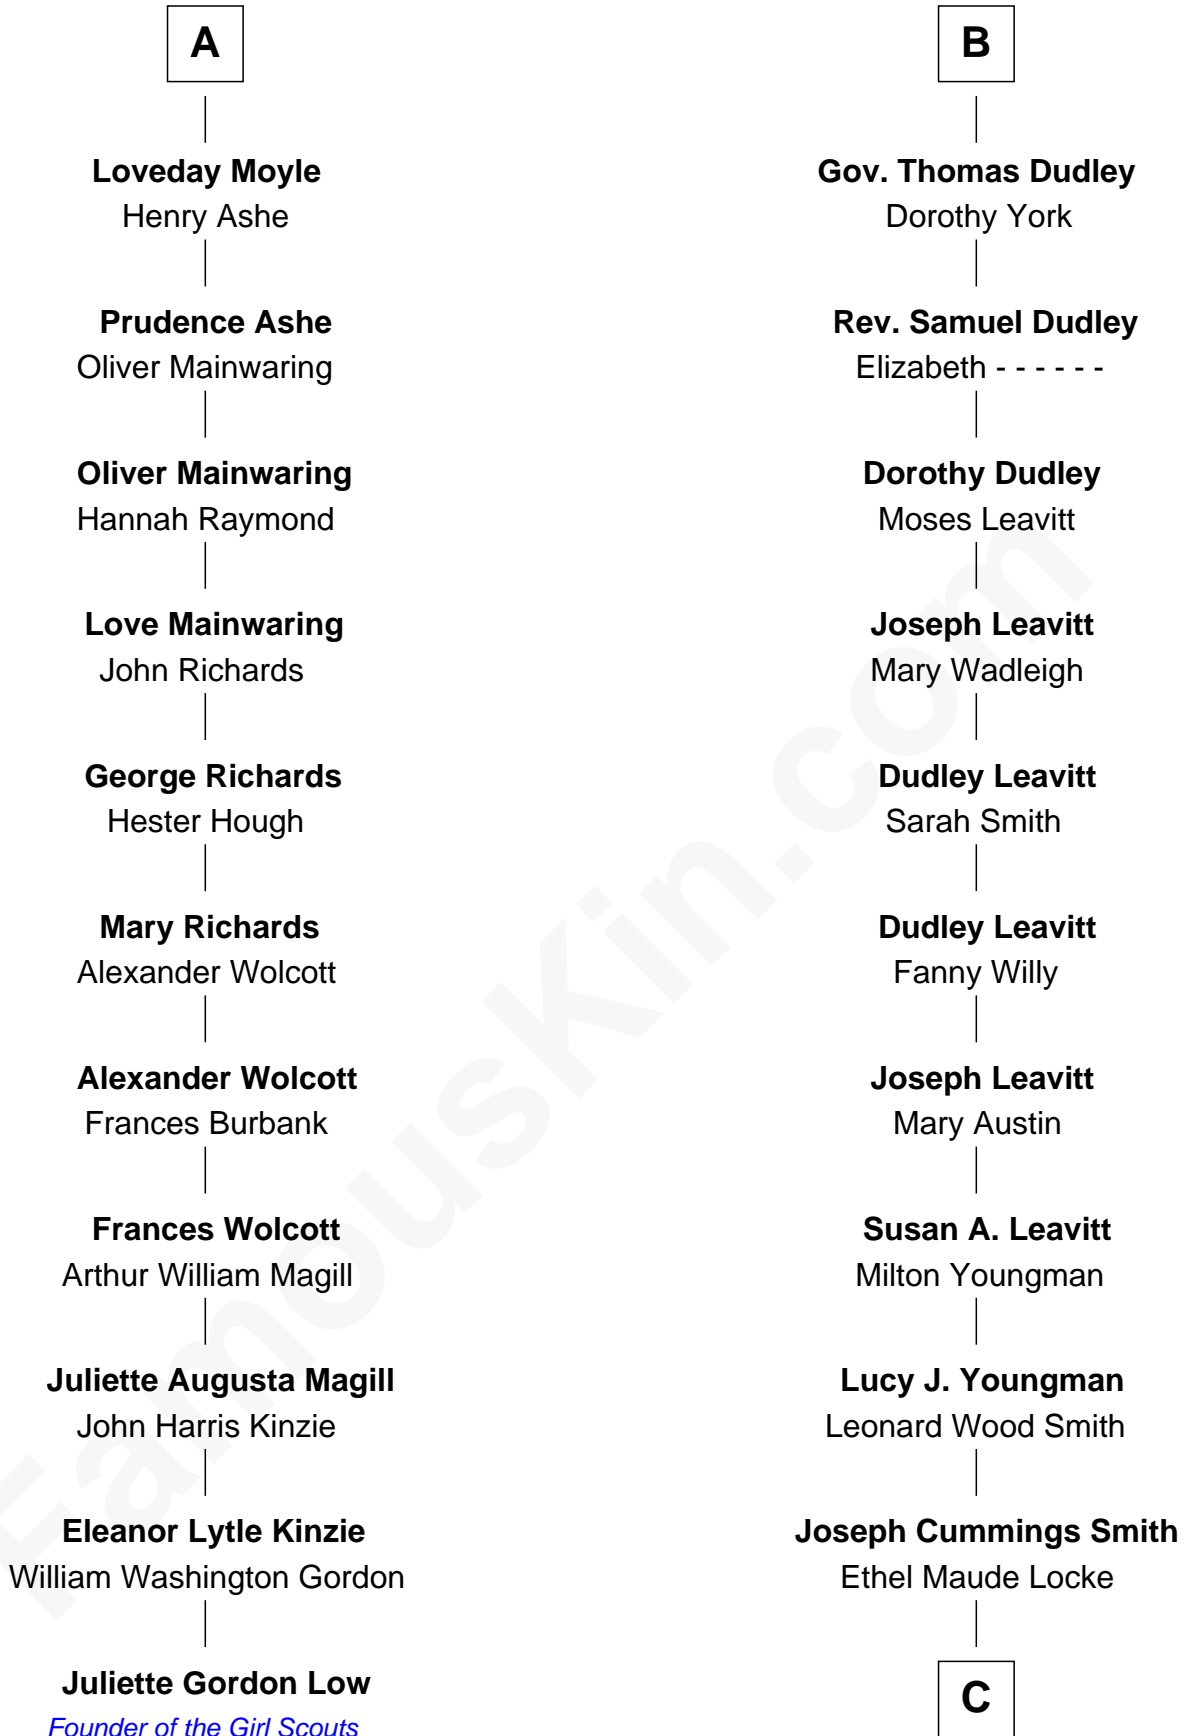 A
Loveday Moyle
Henry Ashe
Prudence Ashe
Oliver Mainwaring
Oliver Mainwaring
Hannah Raymond
Love Mainwaring
John Richards
George Richards
Hester Hough
Mary Richards
Alexander Wolcott
Alexander Wolcott
Frances Burbank
Frances Wolcott
Arthur William Magill
Juliette Augusta Magill
John Harris Kinzie
Eleanor Lytle Kinzie
William Washington Gordon
Juliette Gordon Low
Founder of the Girl Scouts
B
Gov. Thomas Dudley
Dorothy York
Rev. Samuel Dudley
Elizabeth - - - - - -
Dorothy Dudley
Moses Leavitt
Joseph Leavitt
Mary Wadleigh
Dudley Leavitt
Sarah Smith
Dudley Leavitt
Fanny Willy
Joseph Leavitt
Mary Austin
Susan A. Leavitt
Milton Youngman
Lucy J. Youngman
Leonard Wood Smith
Joseph Cummings Smith
Ethel Maude Locke
C
FamousKin.com